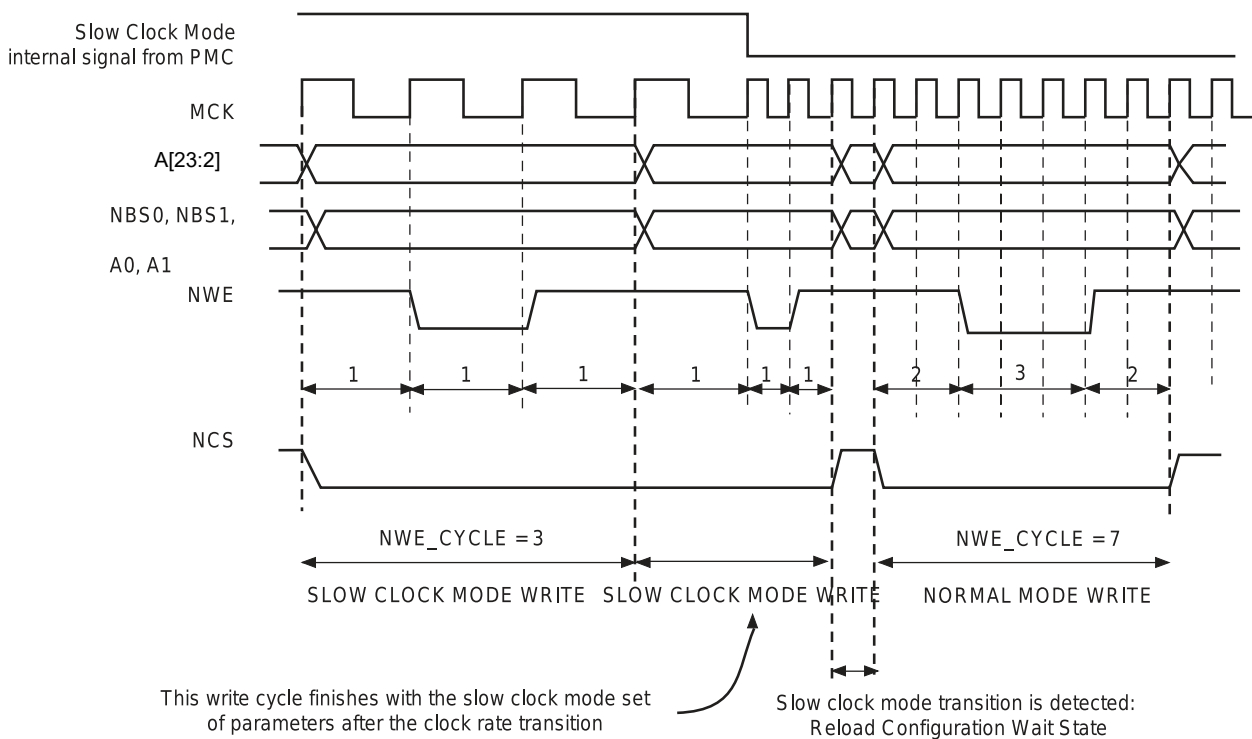 Slow Clock Mode
internal signal from PMC
MCK
A[23:2]
NBS0, NBS1,
A0, A1
NWE
1 1 1 1 1 1 2 3 2
NCS
NWE_CYCLE = 3 NWE_CYCLE = 7
SLOW CLOCK MODE WRITE SLOW CLOCK MODE WRITE NORMAL MODE WRITE
This write cycle finishes with the slow clock mode set
of parameters after the clock rate transition
Slow clock mode transition is detected:
Reload Configuration Wait State